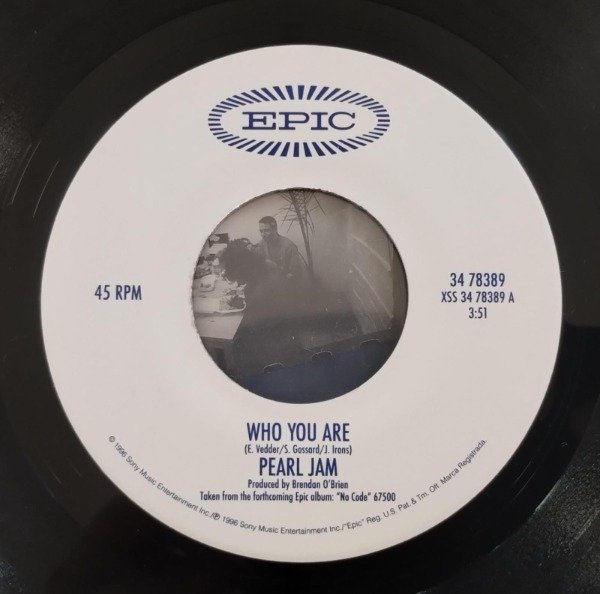 EPIC
45 RPM
34 78389
XSS 34 78389 A
3:51
WHO YOU ARE
(E. Vedder/S. Gossard/J. Irons)
PEARL JAM
Produced by Brendan O'Brien
Taken from the forthcoming Epic album: "No Code" 67500
© 1996 Sony Music Entertainment Inc./℗ 1996 Sony Music Entertainment Inc./"Epic" Reg. U.S. Pat. & Tm. Off. Marca Registrada.